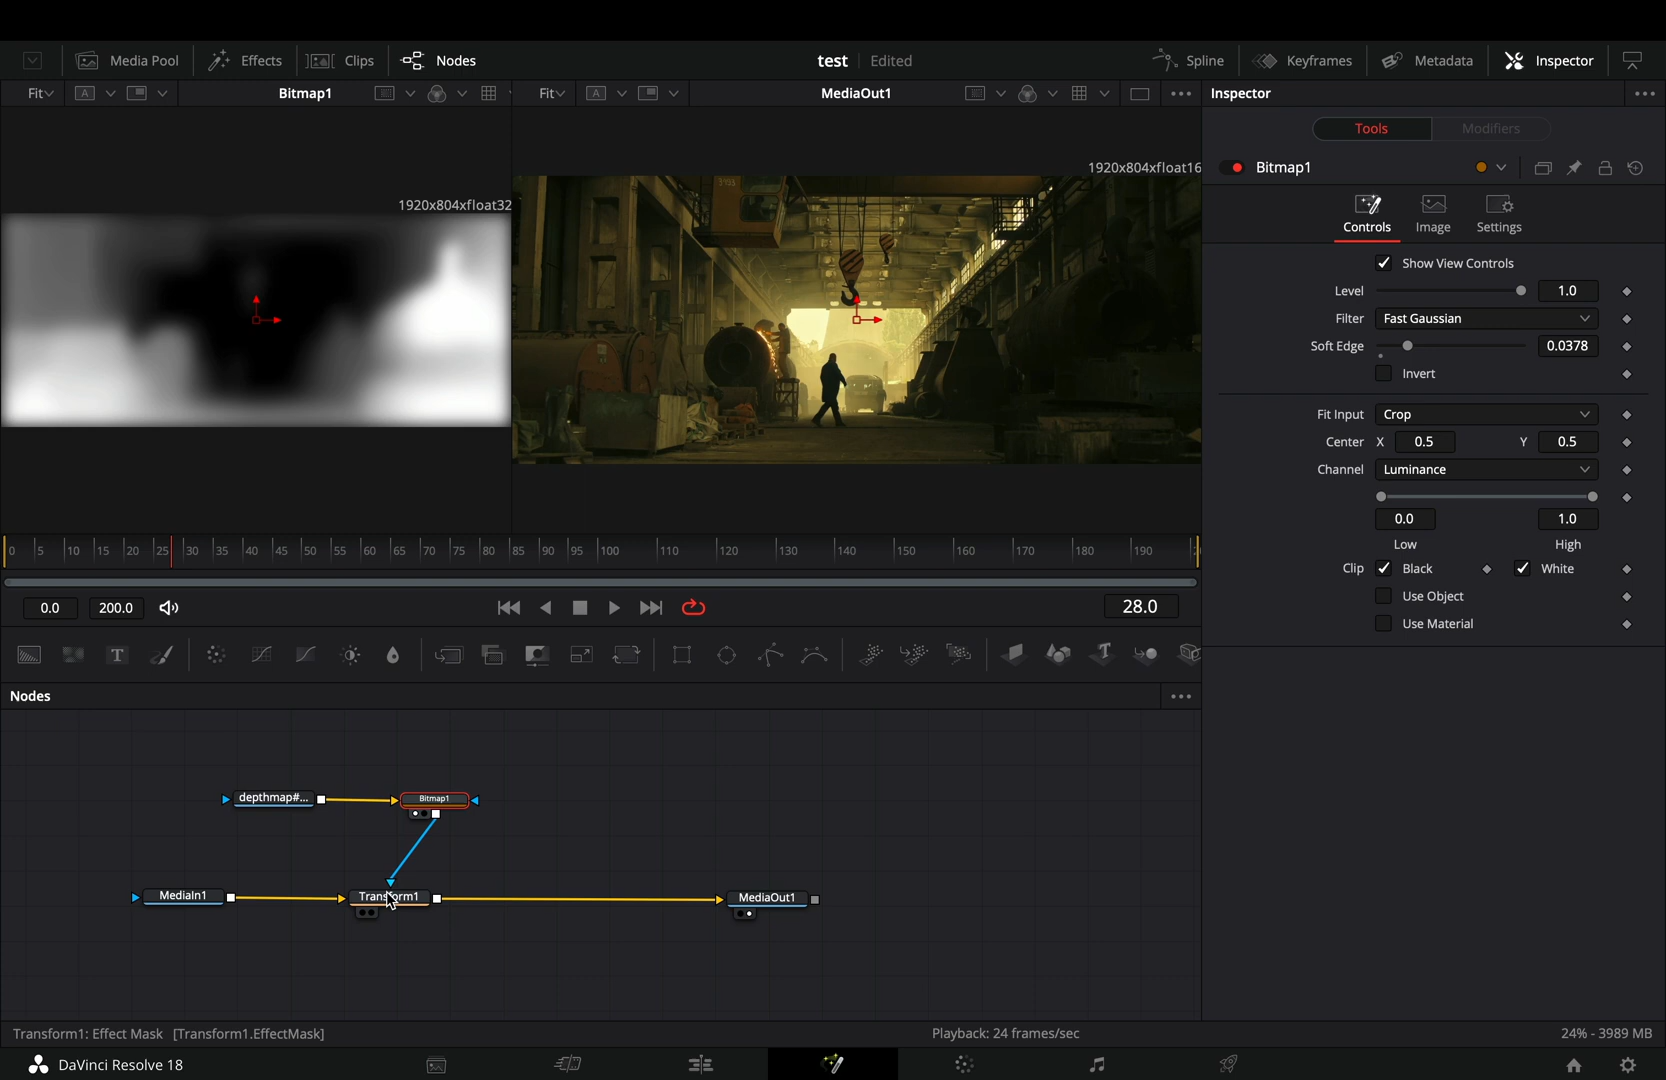 Media Pool Effects Clips Nodes test Edited Spline Keyframes Metadata Inspector
Fit A Bitmap1 Fit A MediaOut1 Inspector
Tools Modifiers
Bitmap1
1920x804xfloat32
1920x804xfloat16
Controls Image Settings
Show View Controls
Level 1.0
Filter Fast Gaussian
Soft Edge 0.0378
Invert
Fit Input Crop
Center X 0.5 Y 0.5
Channel Luminance
0.0 1.0
Low High
Clip Black White
Use Object
Use Material
0 5 10 15 20 25 30 35 40 45 50 55 60 65 70 75 80 85 90 95 100 110 120 130 140 150 160 170 180 190
0.0 200.0 28.0
T
Nodes
depthmap#... Bitmap1
MediaIn1 Transform1 MediaOut1
Transform1: Effect Mask [Transform1.EffectMask] Playback: 24 frames/sec 24% - 3989 MB
DaVinci Resolve 18